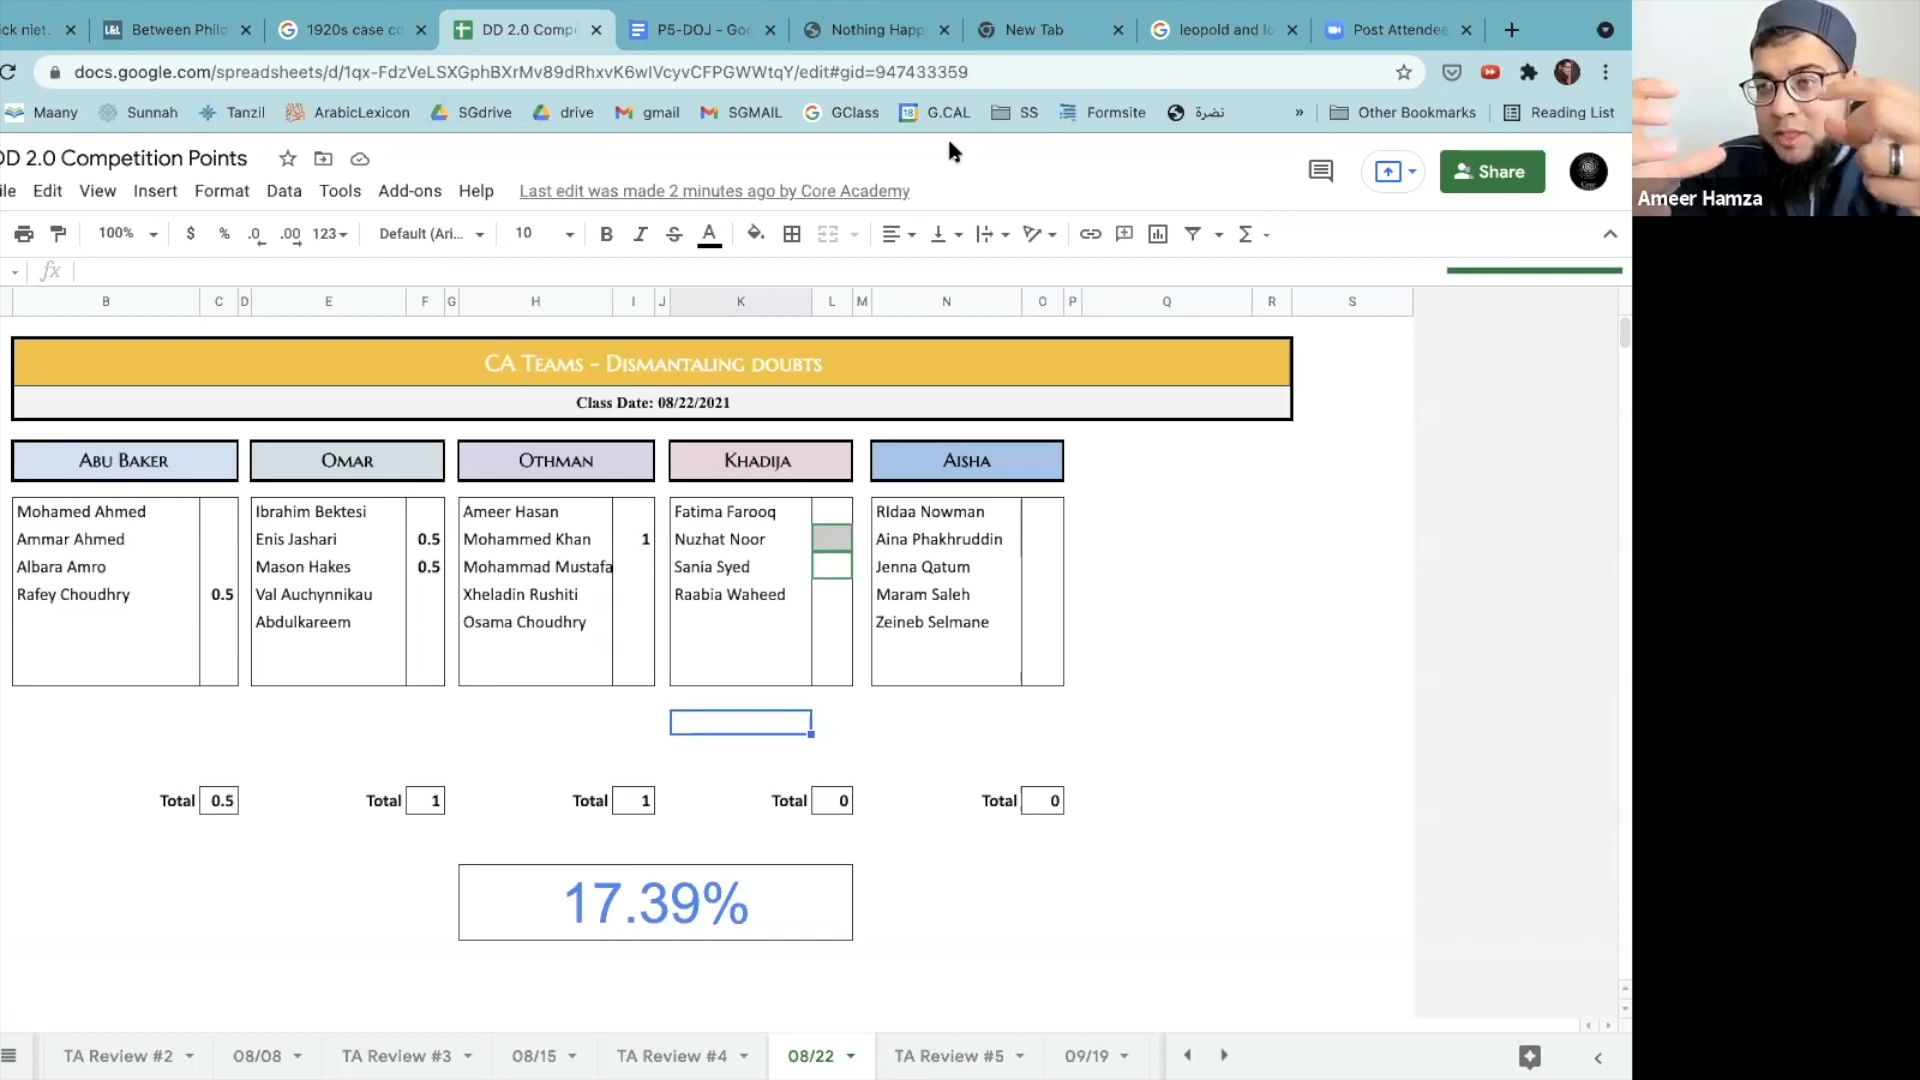 ck niet.
Between Philo
1920s case co
DD 2.0 Compe
P5-DOJ - Goo
Nothing Happ
New Tab
leopold and lo
Post Attendee
docs.google.com/spreadsheets/d/1qx-FdzVeLSXGphBXrMv89dRhxvK6wIVcyvCFPGWWtqY/edit#gid=947433359
Maany
Sunnah
Tanzil
ArabicLexicon
SGdrive
drive
gmail
SGMAIL
GClass
G.CAL
SS
Formsite
نضرة
»
Other Bookmarks
Reading List
DD 2.0 Competition Points
ile Edit View Insert Format Data Tools Add-ons Help Last edit was made 2 minutes ago by Core Academy
Share
Ameer Hamza
100% $ % .0 .00 123 Default (Ari... 10 B I S A Σ
fx
B C D E F G H I J K L M N O P Q R S
CA Teams - Dismantaling doubts
Class Date: 08/22/2021
Abu Baker Omar Othman Khadija Aisha
Mohamed Ahmed Ibrahim Bektesi Ameer Hasan Fatima Farooq RIdaa Nowman
Ammar Ahmed Enis Jashari 0.5 Mohammed Khan 1 Nuzhat Noor Aina Phakhruddin
Albara Amro Mason Hakes 0.5 Mohammad Mustafa Sania Syed Jenna Qatum
Rafey Choudhry 0.5 Val Auchynnikau Xheladin Rushiti Raabia Waheed Maram Saleh
Abdulkareem Osama Choudhry Zeineb Selmane
Total 0.5 Total 1 Total 1 Total 0 Total 0
17.39%
TA Review #2 08/08 TA Review #3 08/15 TA Review #4 08/22 TA Review #5 09/19